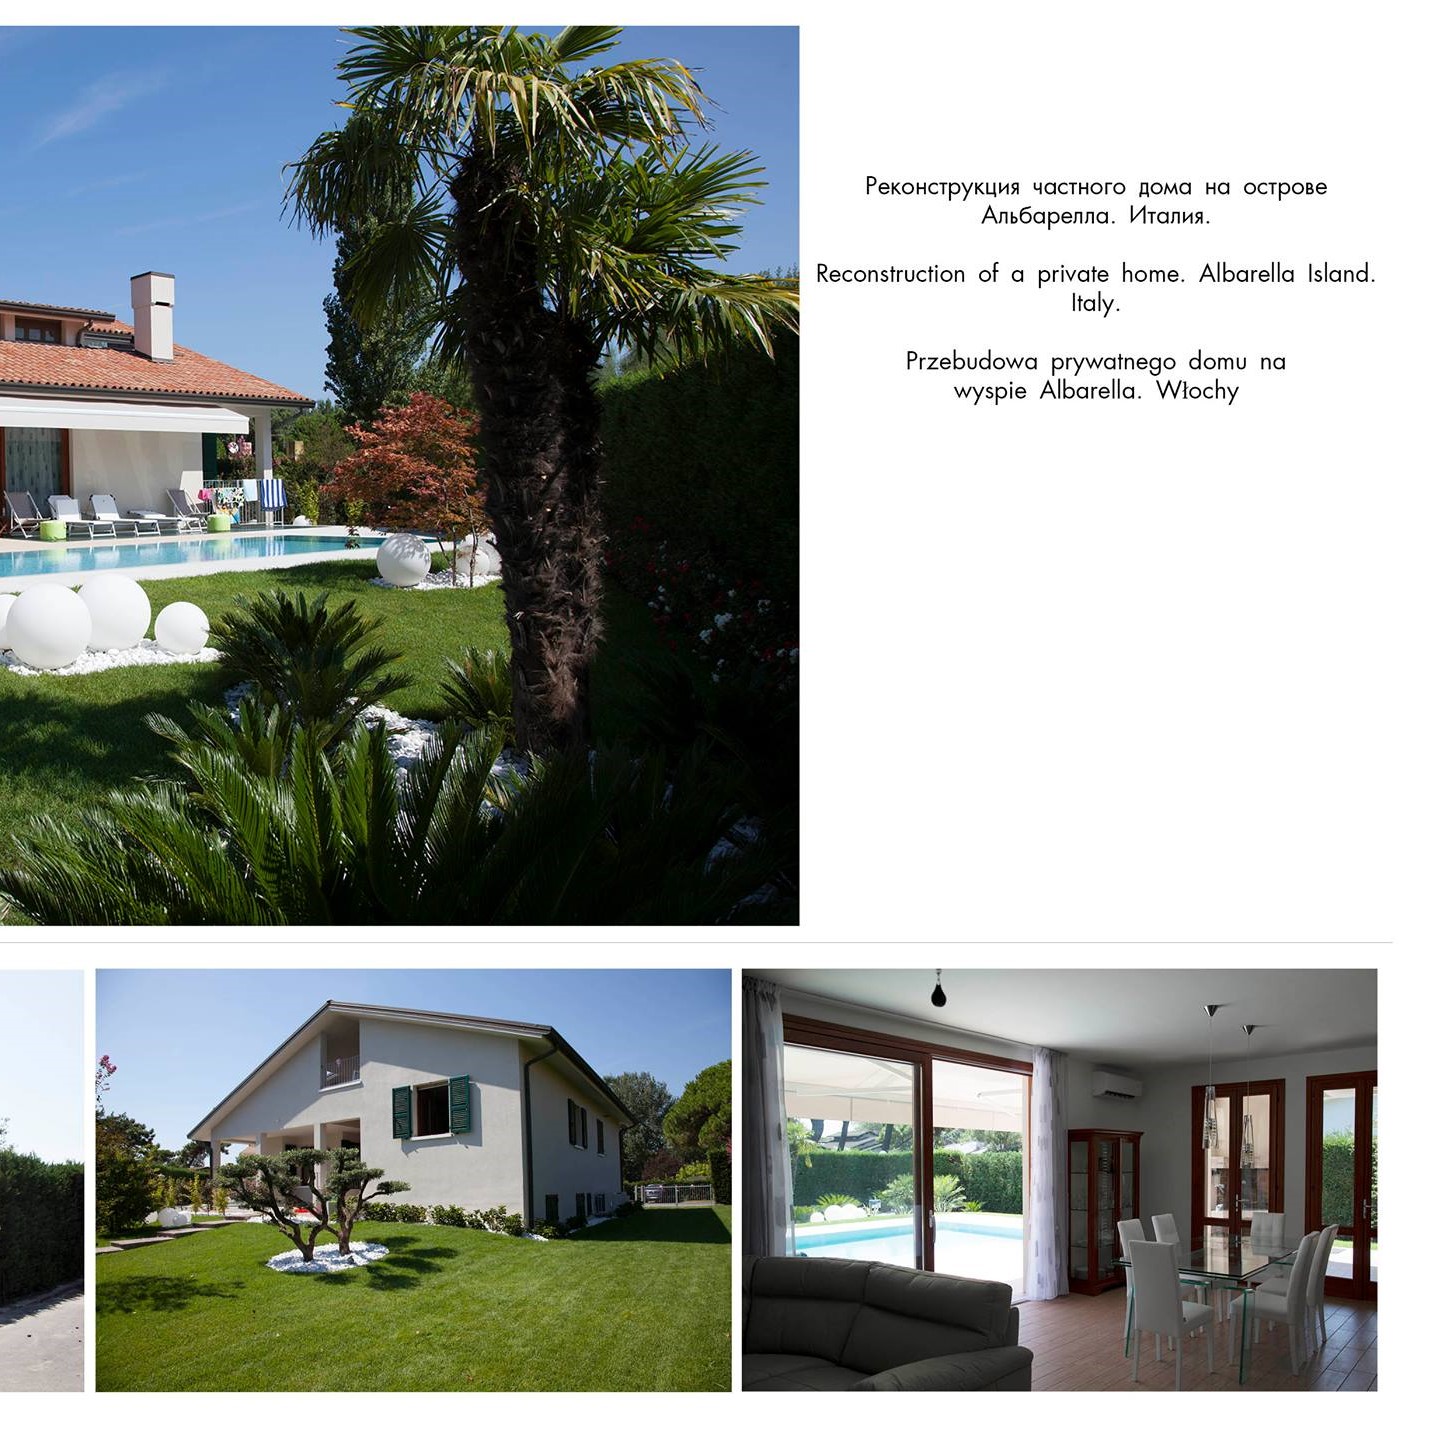 Реконструкция частного дома на острове
Альбарелла. Италия.
Reconstruction of a private home. Albarella Island.
Italy.
Przebudowa prywatnego domu na
wyspie Albarella. Włochy